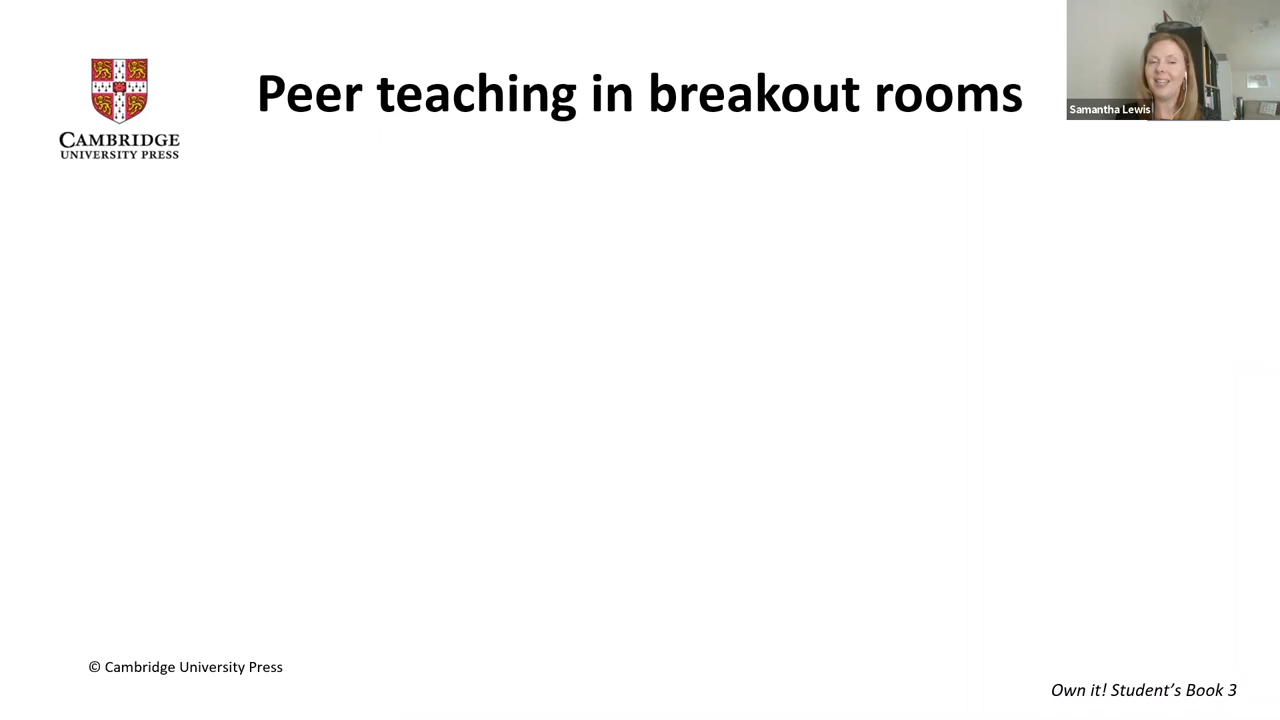 Peer teaching in breakout rooms
Samantha Lewis
CAMBRIDGE
UNIVERSITY PRESS
© Cambridge University Press
Own it! Student’s Book 3